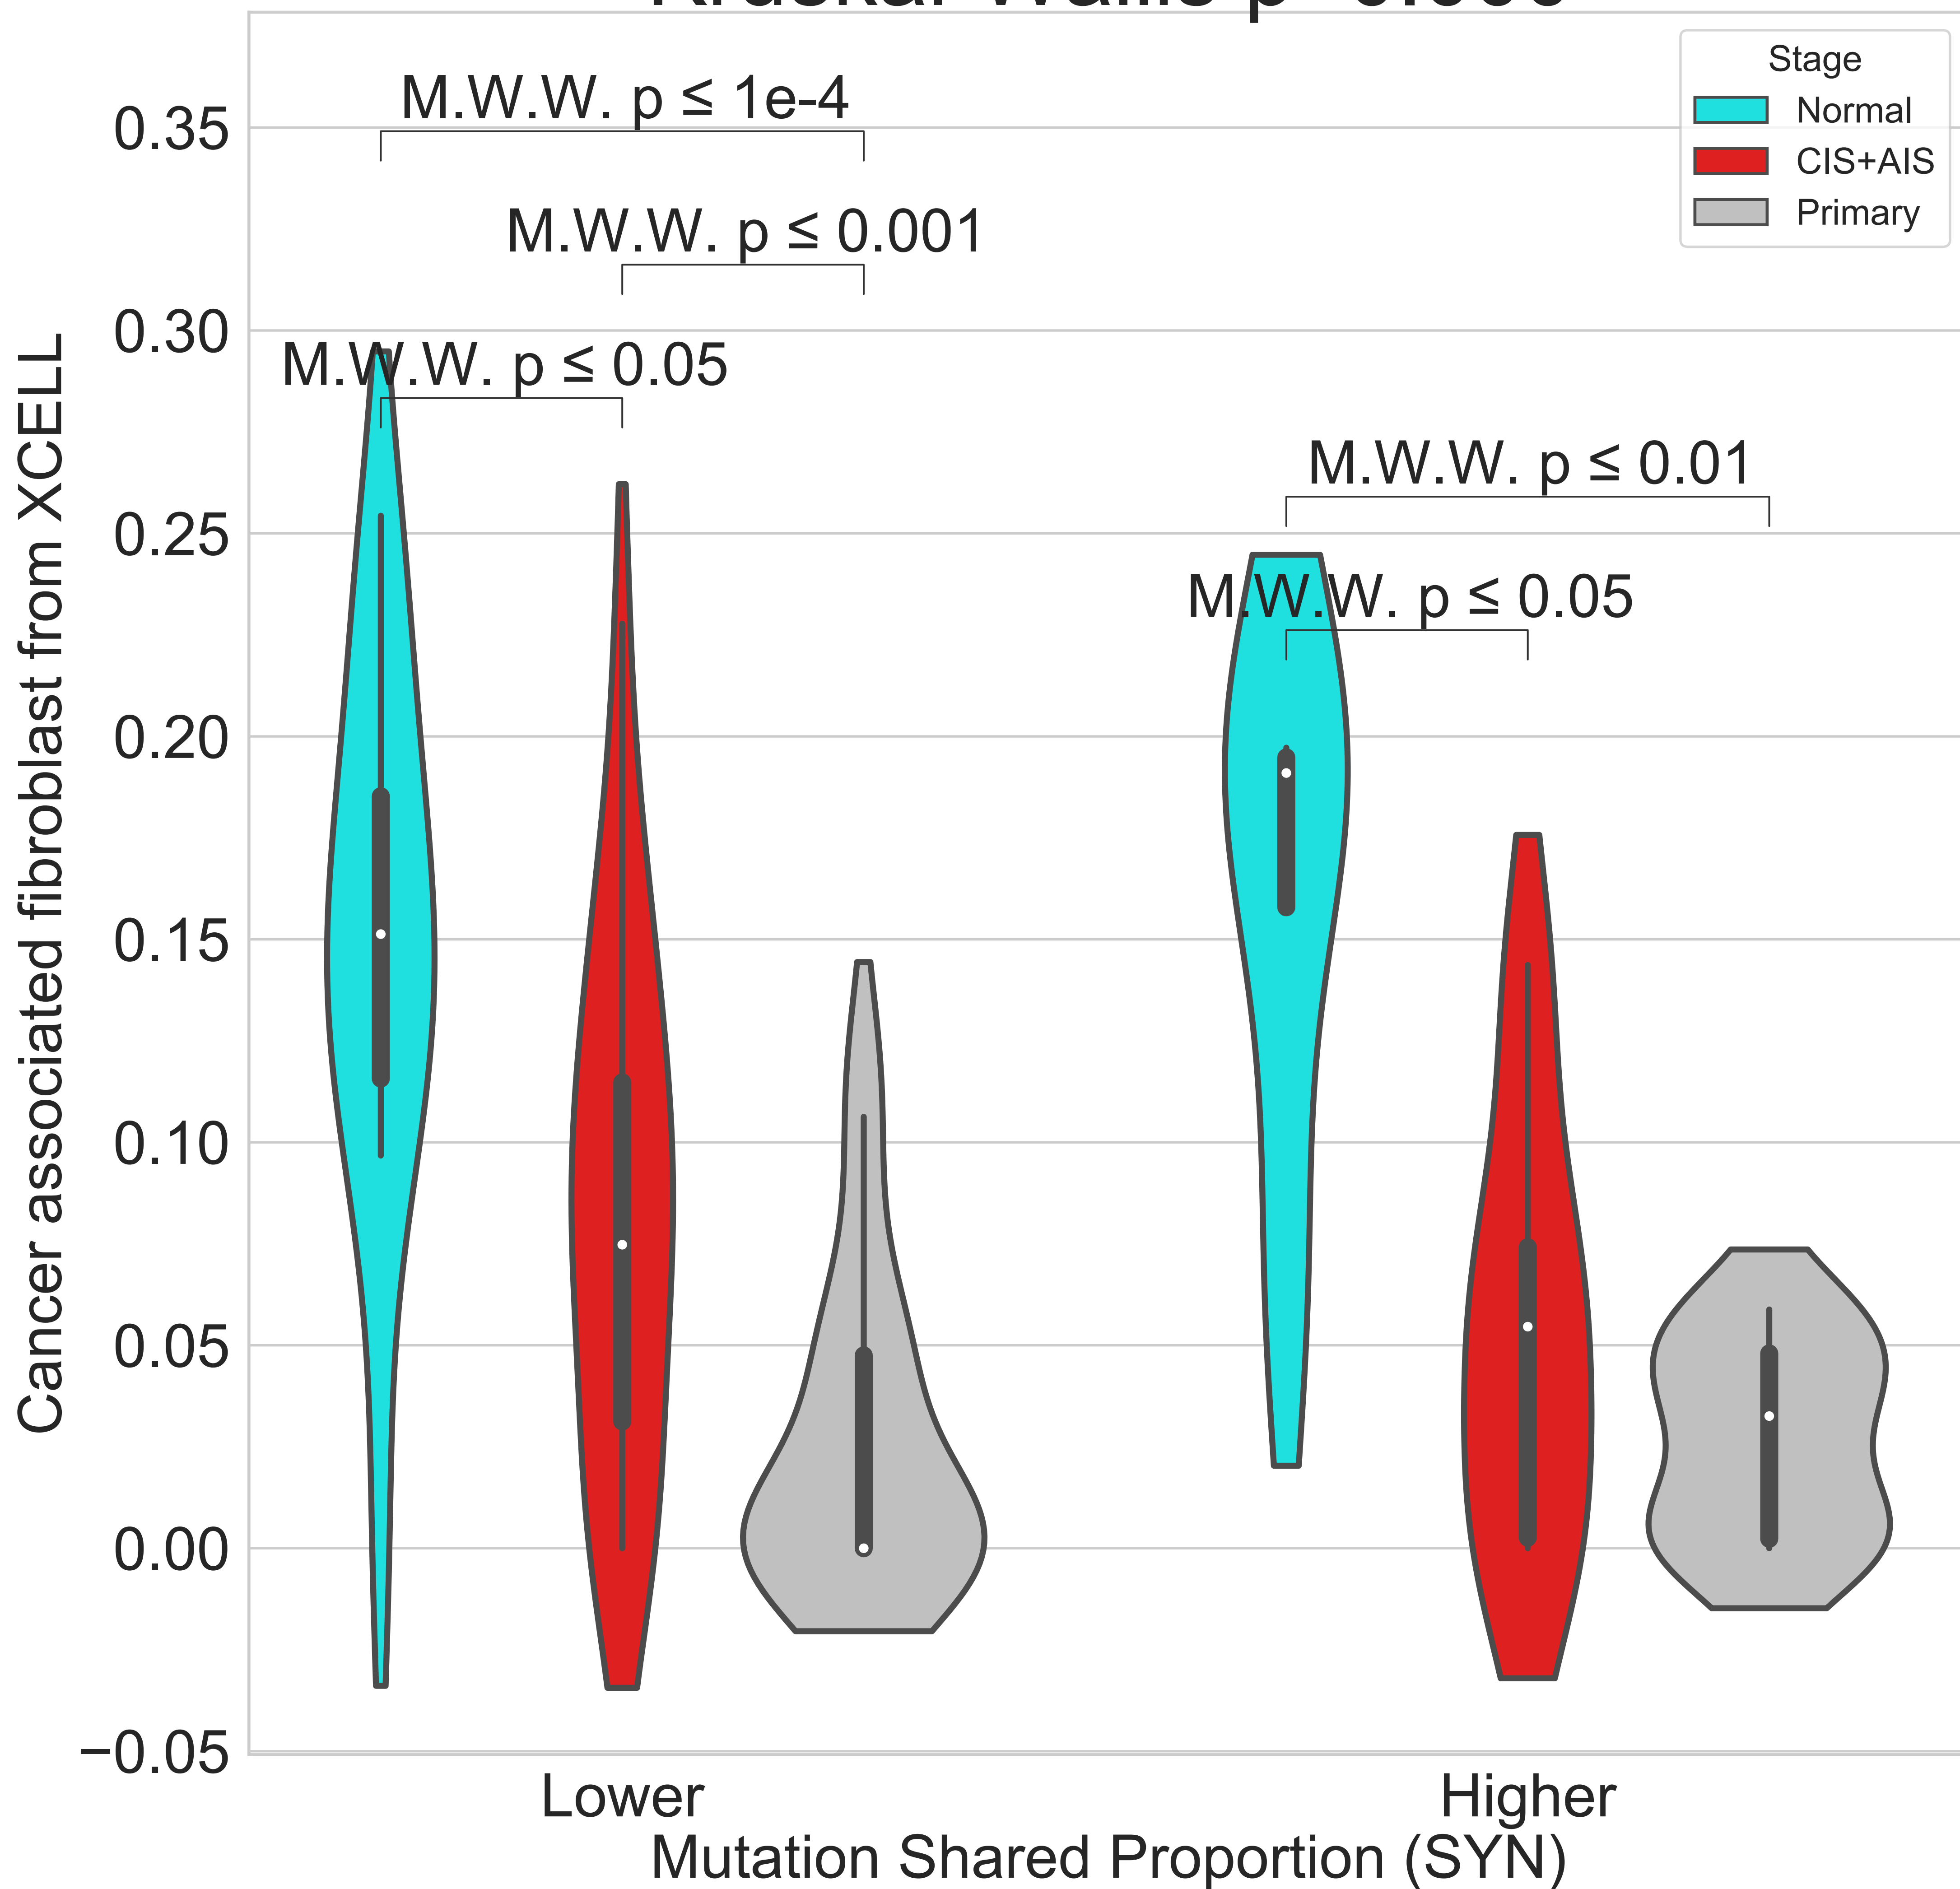 Stage
Normal
CIS+AIS
Primary
M.W.W. p ≤ 1e-4
M.W.W. p ≤ 0.001
M.W.W. p ≤ 0.05
M.W.W. p ≤ 0.01
M.W.W. p ≤ 0.05
Cancer associated fibroblast from XCELL
0.35
0.30
0.25
0.20
0.15
0.10
0.05
0.00
−0.05
Lower
Higher
Mutation Shared Proportion (SYN)